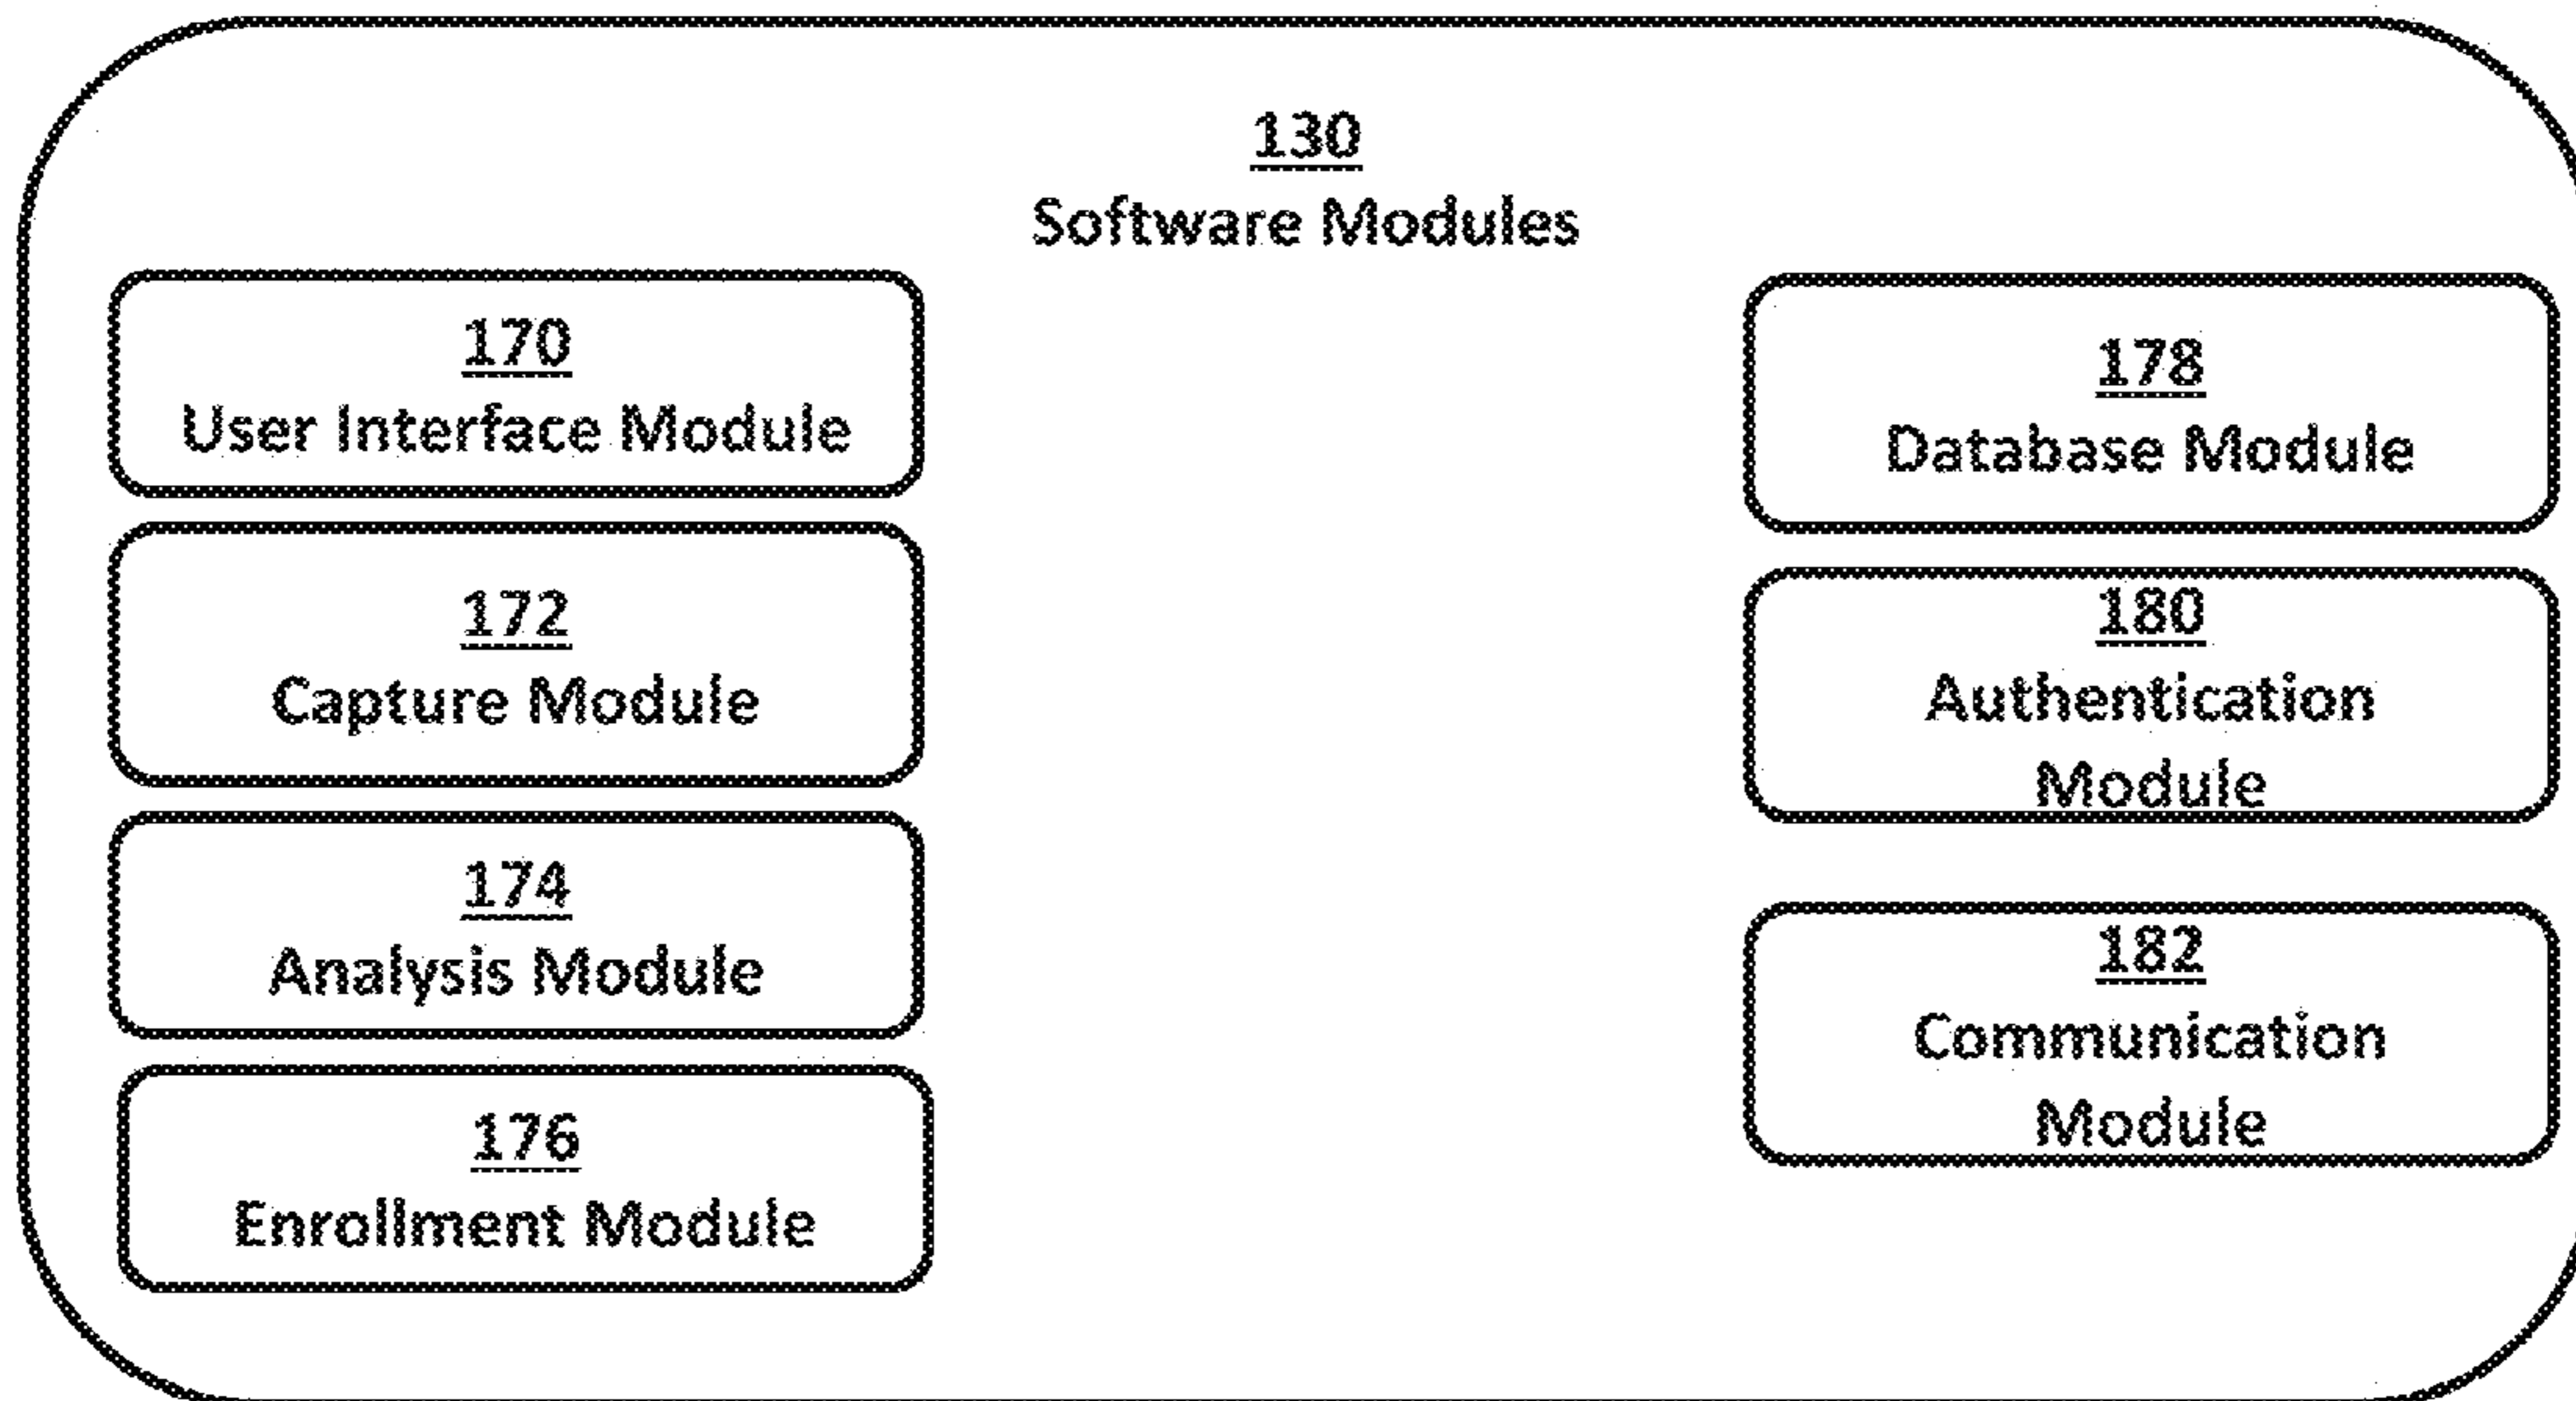 130
Software Modules
170
User Interface Module
172
Capture Module
174
Analysis Module
176
Enrollment Module
178
Database Module
180
Authentication
Module
182
Communication
Module